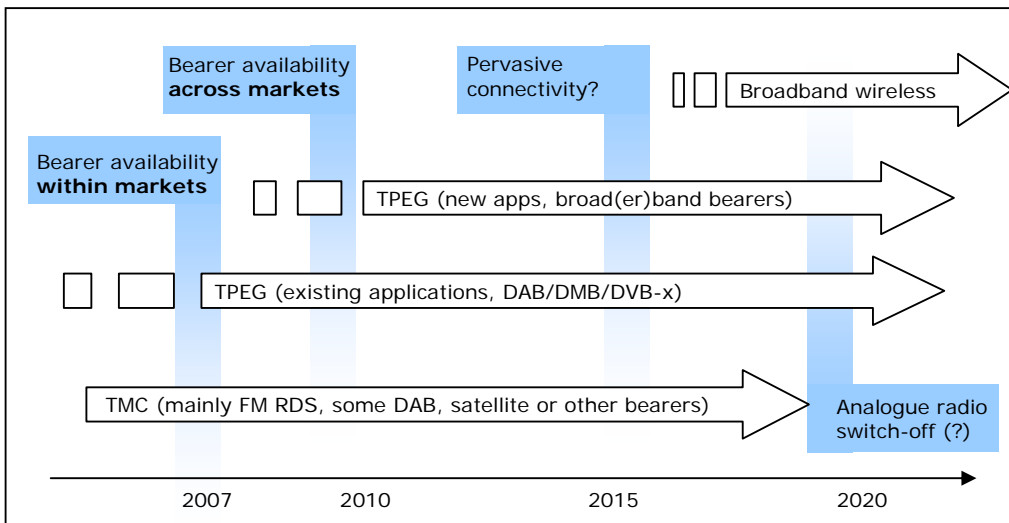 Bearer availability
across markets
Pervasive
connectivity?
Broadband wireless
Bearer availability
within markets
TPEG (new apps, broad(er)band bearers)
TPEG (existing applications, DAB/DMB/DVB-x)
TMC (mainly FM RDS, some DAB, satellite or other bearers)
Analogue radio
switch-off (?)
2007
2010
2015
2020